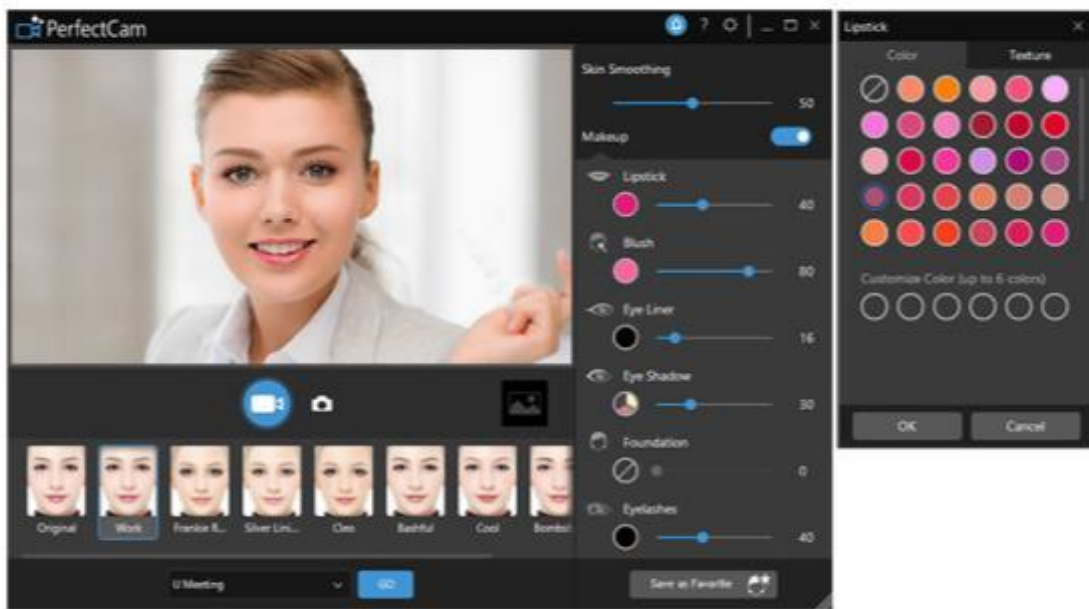 PerfectCam
?
Skin Smoothing
50
Makeup
Lipstick
40
Blush
80
Eye Liner
16
Eye Shadow
30
Foundation
0
Eyelashes
40
Original Work Frankie R... Silver Lini... Cleo Bashful Cool Bombsh
U Meeting GO
Save as Favorite
Lipstick
Color Texture
Customize Color (up to 6 colors)
OK Cancel